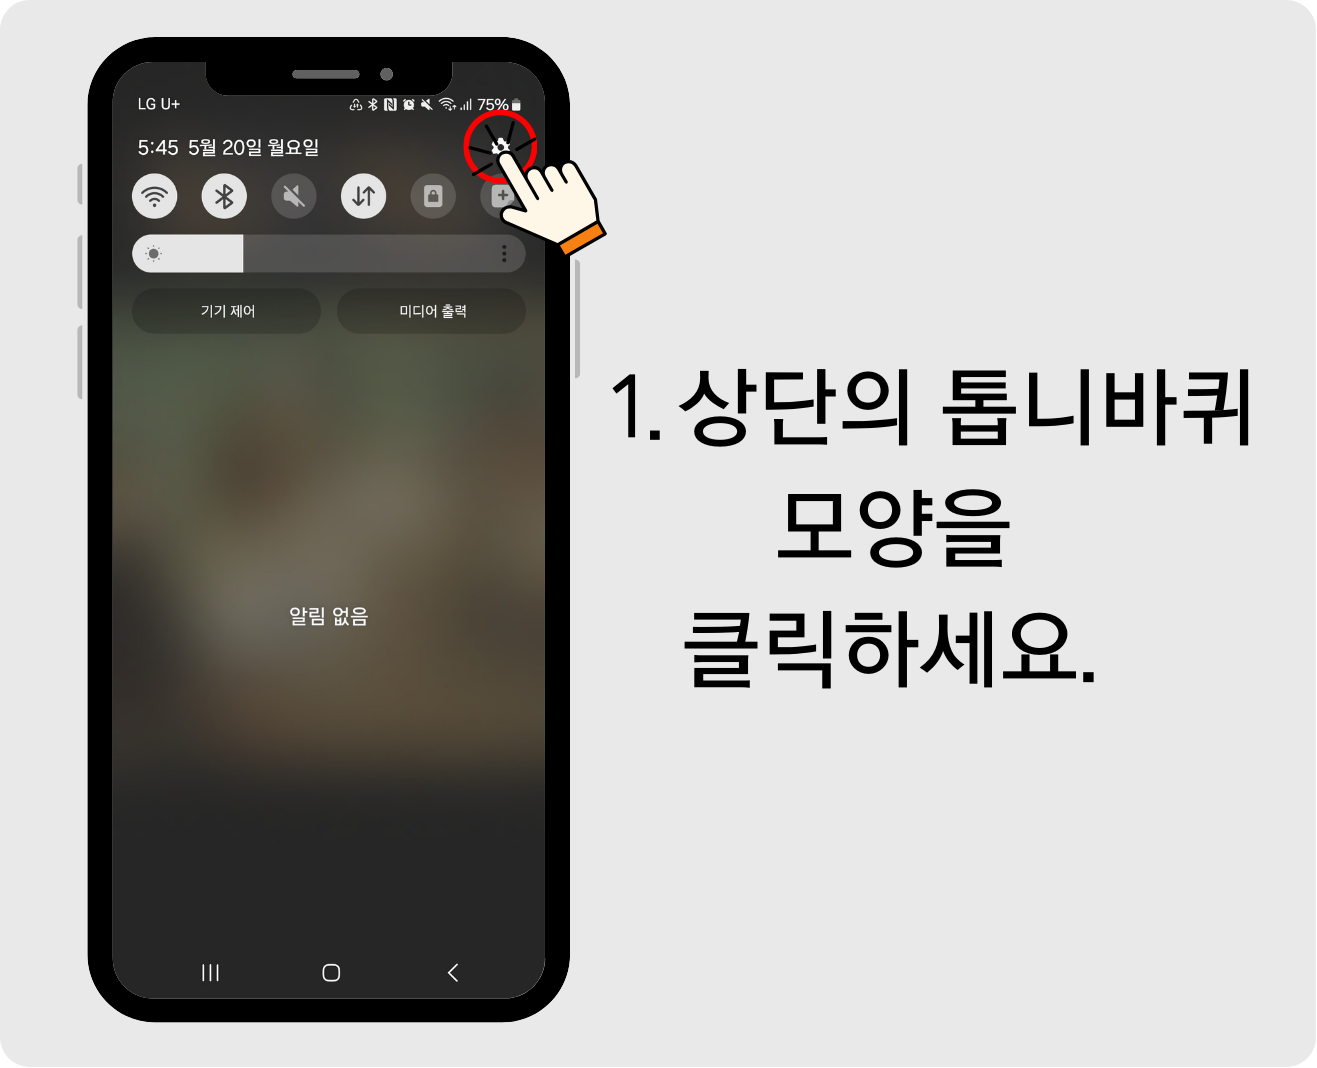 LG U+ 75%
5:45 5월 20일 월요일
기기 제어 미디어 출력
알림 없음
1. 상단의 톱니바퀴
모양을
클릭하세요.